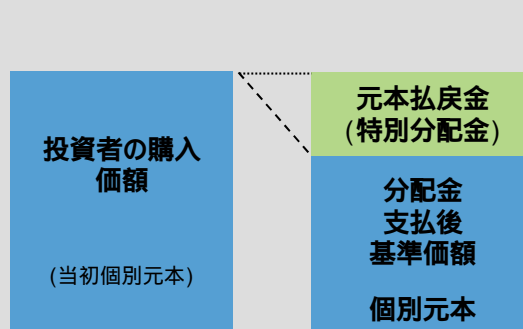 投資者の購入
価額
(当初個別元本)
元本払戻金
(特別分配金)
分配金
支払後
基準価額
個別元本